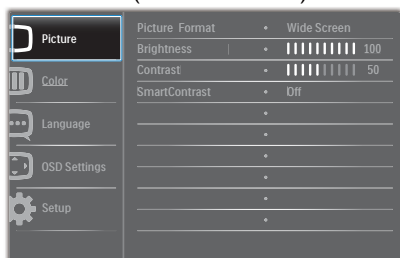 Picture
Color
Language
OSD Settings
Setup
Picture Format Wide Screen
Brightness 100
Contrast 50
SmartContrast Off